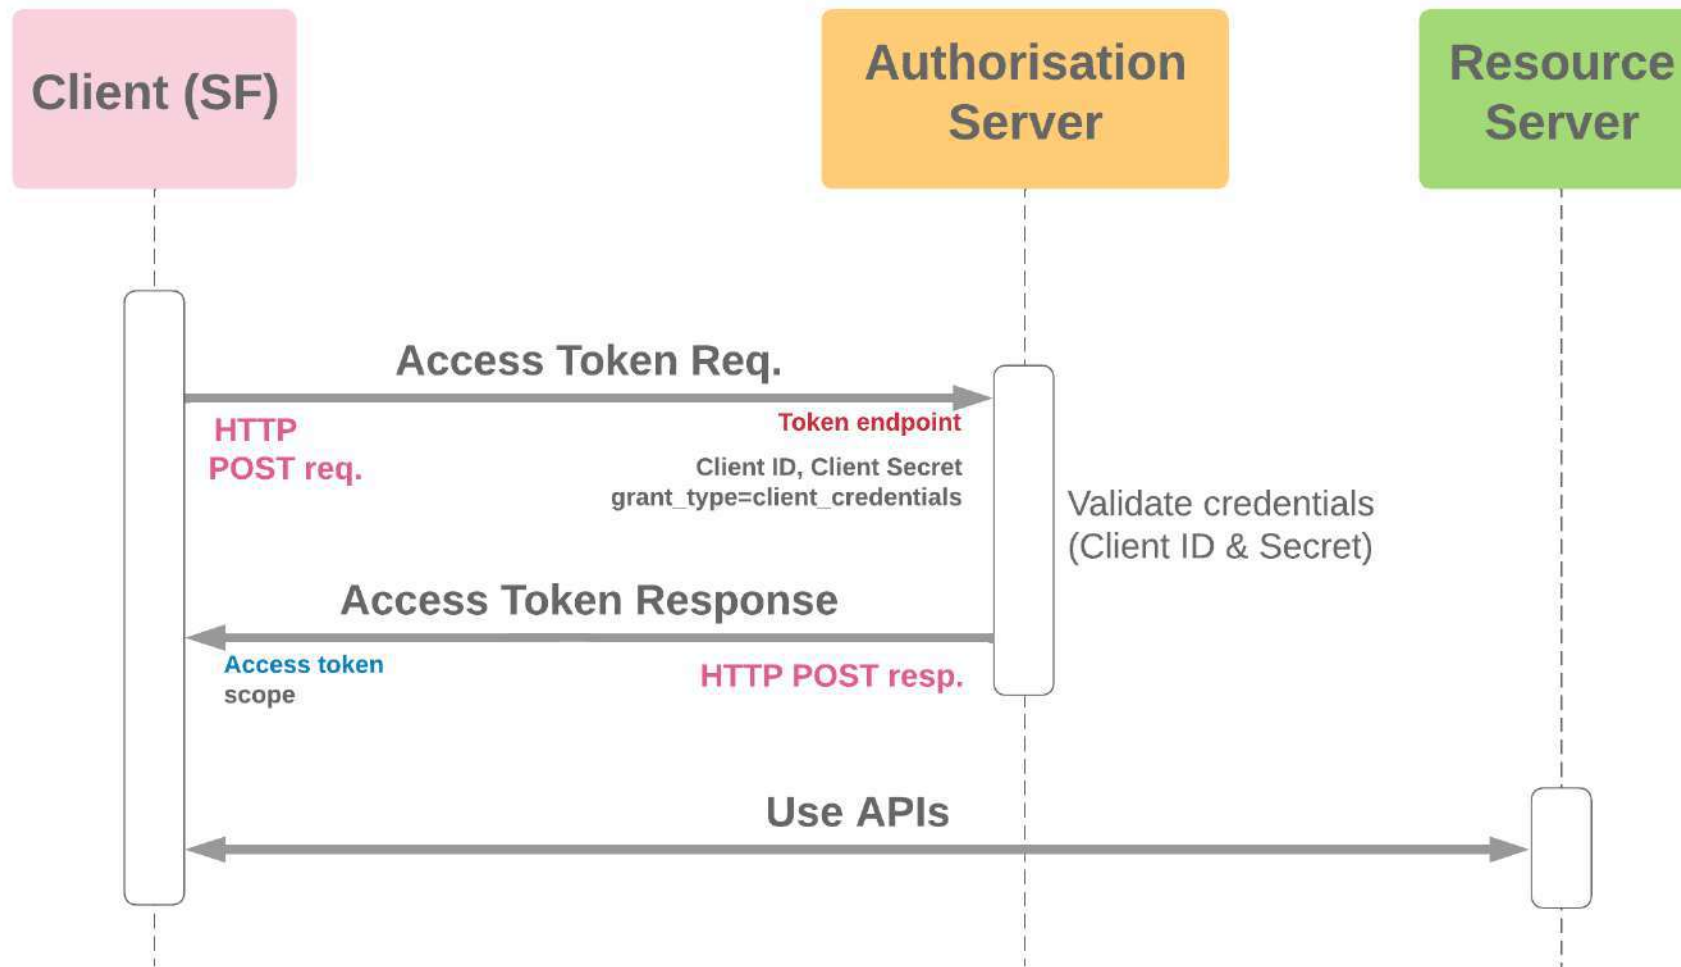 Client (SF)
Authorisation
Server
Resource
Server
Access Token Req.
HTTP
POST req.
Token endpoint
Client ID, Client Secret
grant_type=client_credentials
Validate credentials
(Client ID & Secret)
Access Token Response
Access token
scope
HTTP POST resp.
Use APIs